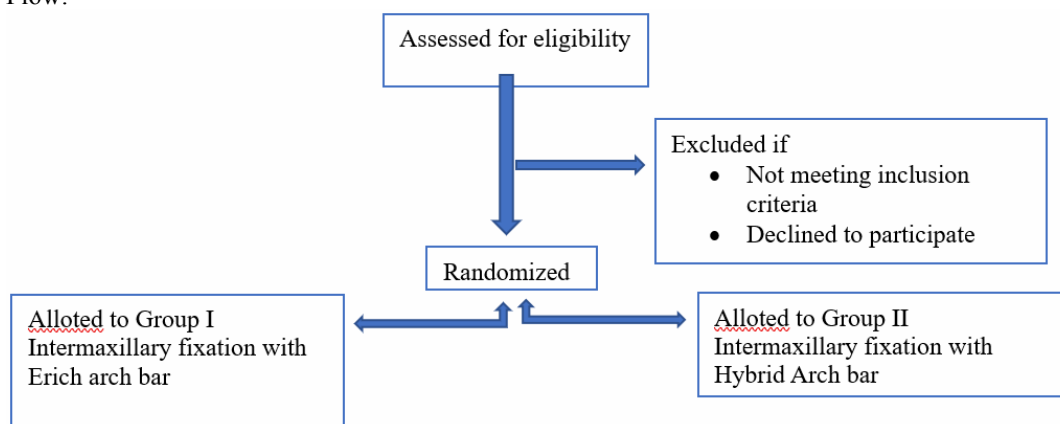 Flow:
Assessed for eligibility
Excluded if
• Not meeting inclusion
criteria
• Declined to participate
Randomized
Alloted to Group I
Intermaxillary fixation with
Erich arch bar
Alloted to Group II
Intermaxillary fixation with
Hybrid Arch bar